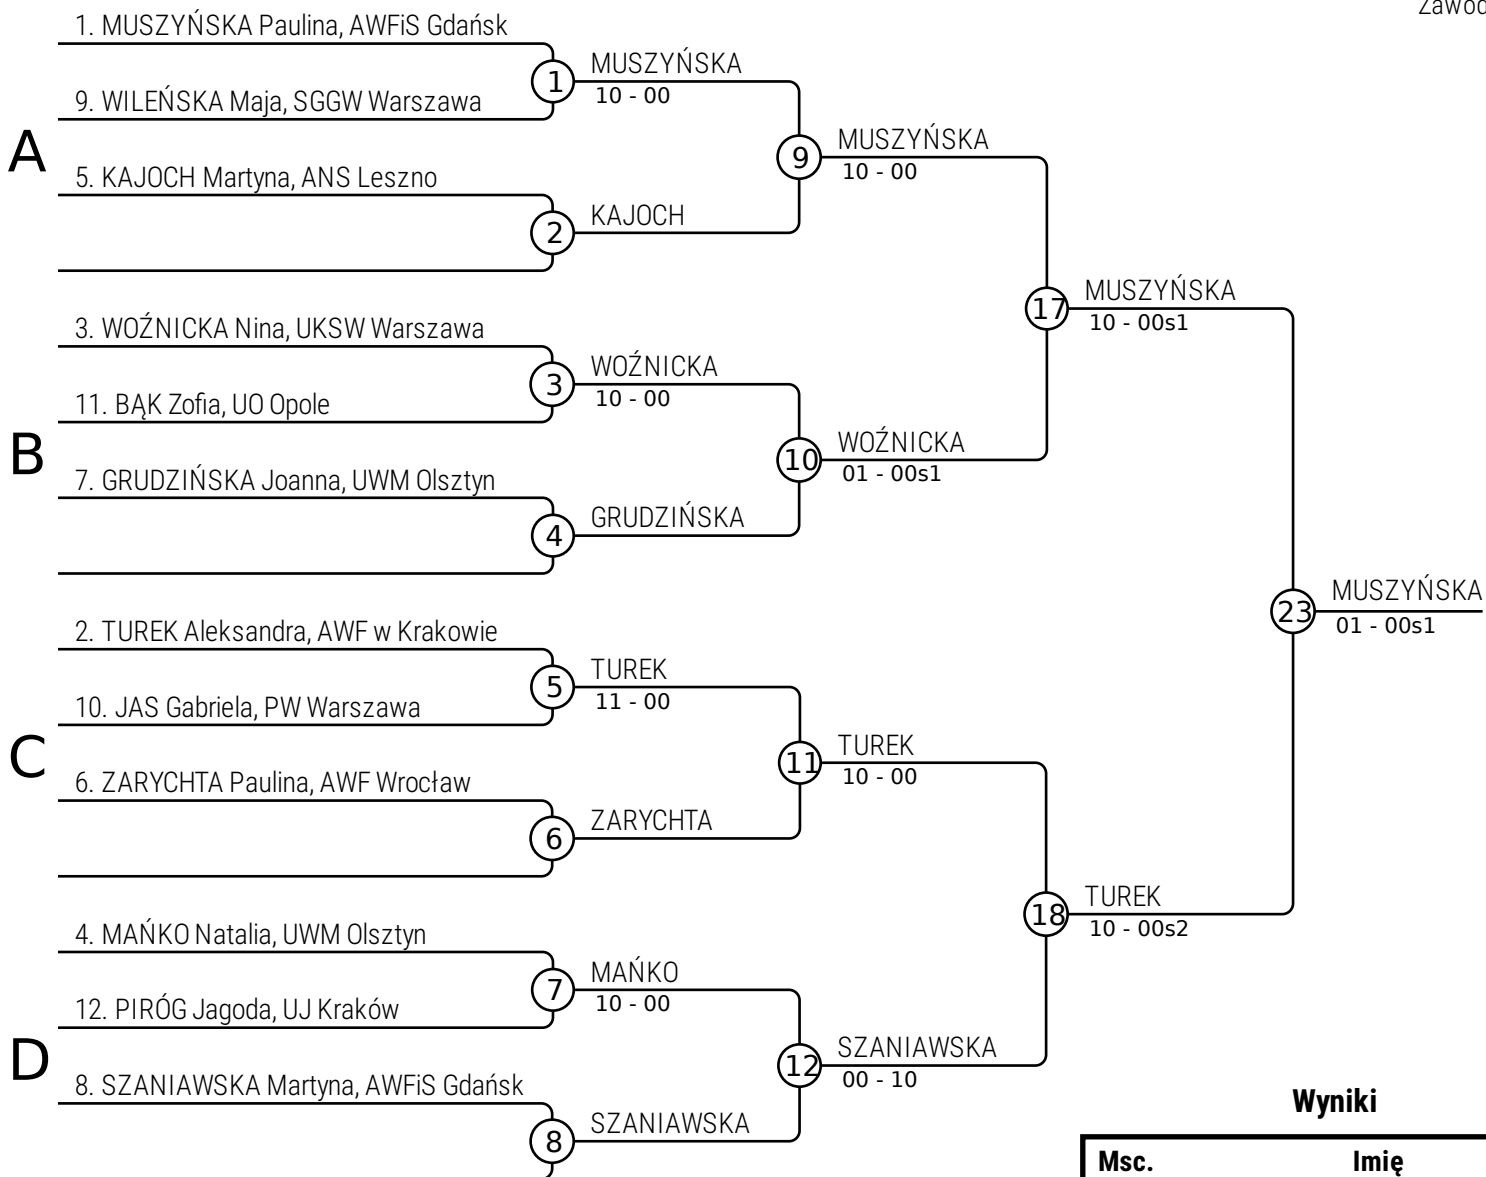 Zawod
1. MUSZYŃSKA Paulina, AWFiS Gdańsk
1
MUSZYŃSKA
10 - 00
9. WILEŃSKA Maja, SGGW Warszawa
A
9
MUSZYŃSKA
10 - 00
5. KAJOCH Martyna, ANS Leszno
2
KAJOCH
17
MUSZYŃSKA
10 - 00s1
3. WOŹNICKA Nina, UKSW Warszawa
3
WOŹNICKA
10 - 00
11. BĄK Zofia, UO Opole
B
10
WOŹNICKA
01 - 00s1
7. GRUDZIŃSKA Joanna, UWM Olsztyn
4
GRUDZIŃSKA
23
MUSZYŃSKA
01 - 00s1
2. TUREK Aleksandra, AWF w Krakowie
5
TUREK
11 - 00
10. JAS Gabriela, PW Warszawa
C
11
TUREK
10 - 00
6. ZARYCHTA Paulina, AWF Wrocław
6
ZARYCHTA
18
TUREK
10 - 00s2
4. MAŃKO Natalia, UWM Olsztyn
7
MAŃKO
10 - 00
12. PIRÓG Jagoda, UJ Kraków
D
12
SZANIAWSKA
00 - 10
8. SZANIAWSKA Martyna, AWFiS Gdańsk
8
SZANIAWSKA
Wyniki
Msc. Imię